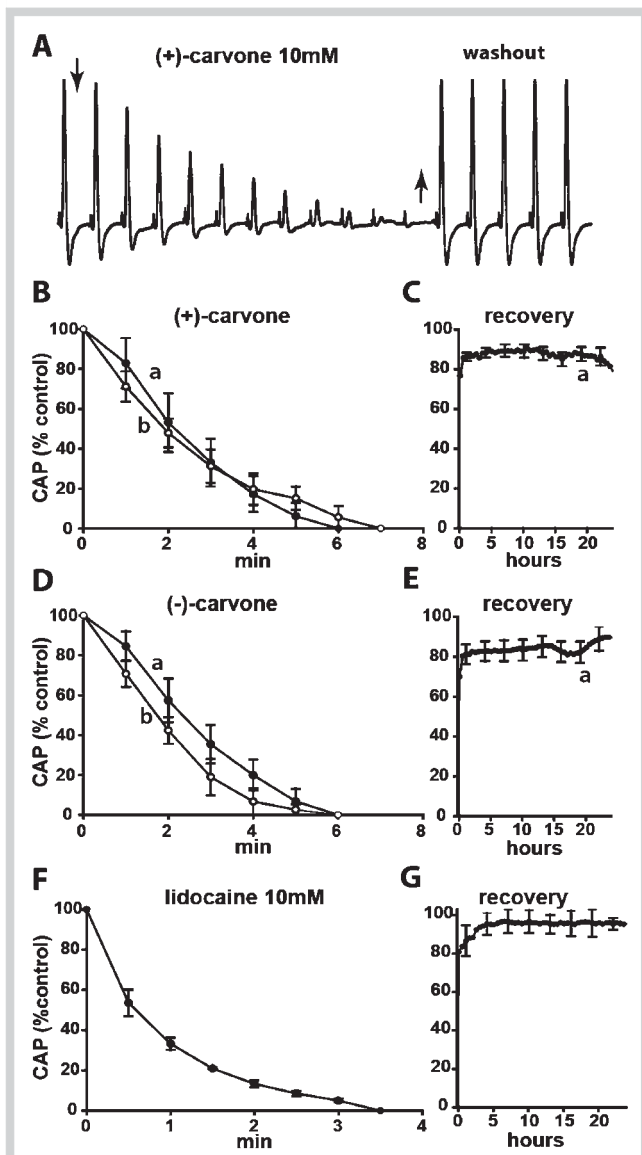 A
(+)-carvone 10mM
washout
B
(+)-carvone
CAP (% control)
100
80
60
40
20
0
a
b
0 2 4 6 8
min
C
recovery
100
80
60
40
20
0
a
0 5 10 15 20
hours
D
(-)-carvone
CAP (% control)
100
80
60
40
20
0
a
b
0 2 4 6 8
min
E
recovery
100
80
60
40
20
0
a
0 5 10 15 20
hours
F
lidocaine 10mM
CAP (%control)
100
80
60
40
20
0
0 1 2 3 4
min
G
recovery
100
80
60
40
20
0
0 5 10 15 20
hours